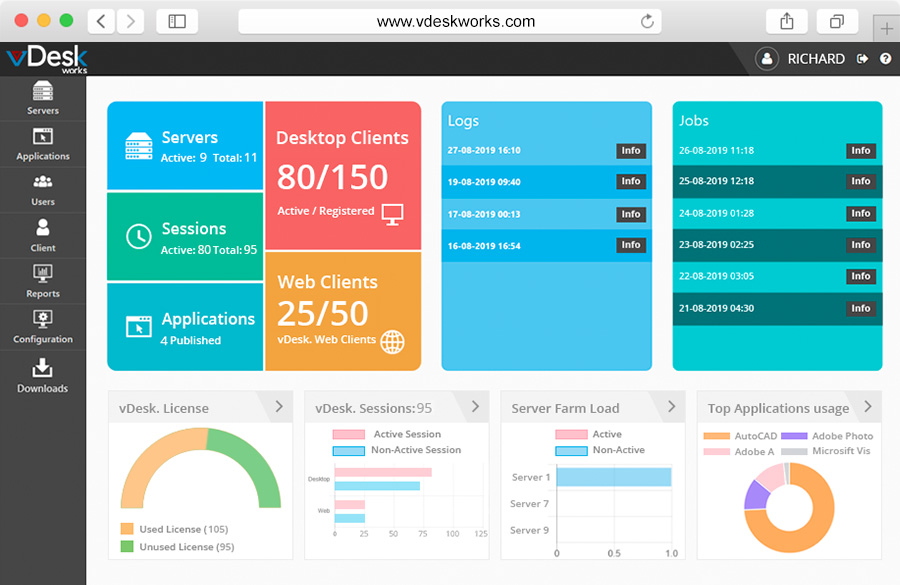 www.vdeskworks.com
vDesk
works
RICHARD
?
Servers
Applications
Users
Client
Reports
Configuration
Downloads
Servers
Active: 9 Total: 11
Sessions
Active: 80 Total: 95
Applications
4 Published
Desktop Clients
80/150
Active / Registered
Web Clients
25/50
vDesk. Web Clients
Logs
27-08-2019 16:10 Info
19-08-2019 09:40 Info
17-08-2019 00:13 Info
16-08-2019 16:54 Info
Jobs
26-08-2019 11:18 Info
25-08-2019 12:18 Info
24-08-2019 01:28 Info
23-08-2019 02:25 Info
22-08-2019 03:05 Info
21-08-2019 04:30 Info
vDesk. License
Used License (105)
Unused License (95)
vDesk. Sessions: 95
Active Session
Non-Active Session
Desktop
Web
0 25 50 75 100 125
Server Farm Load
Active
Non-Active
Server 1
Server 7
Server 9
0 0.5 1.0
Top Applications usage
AutoCAD Adobe Photo
Adobe A Microsift Vis